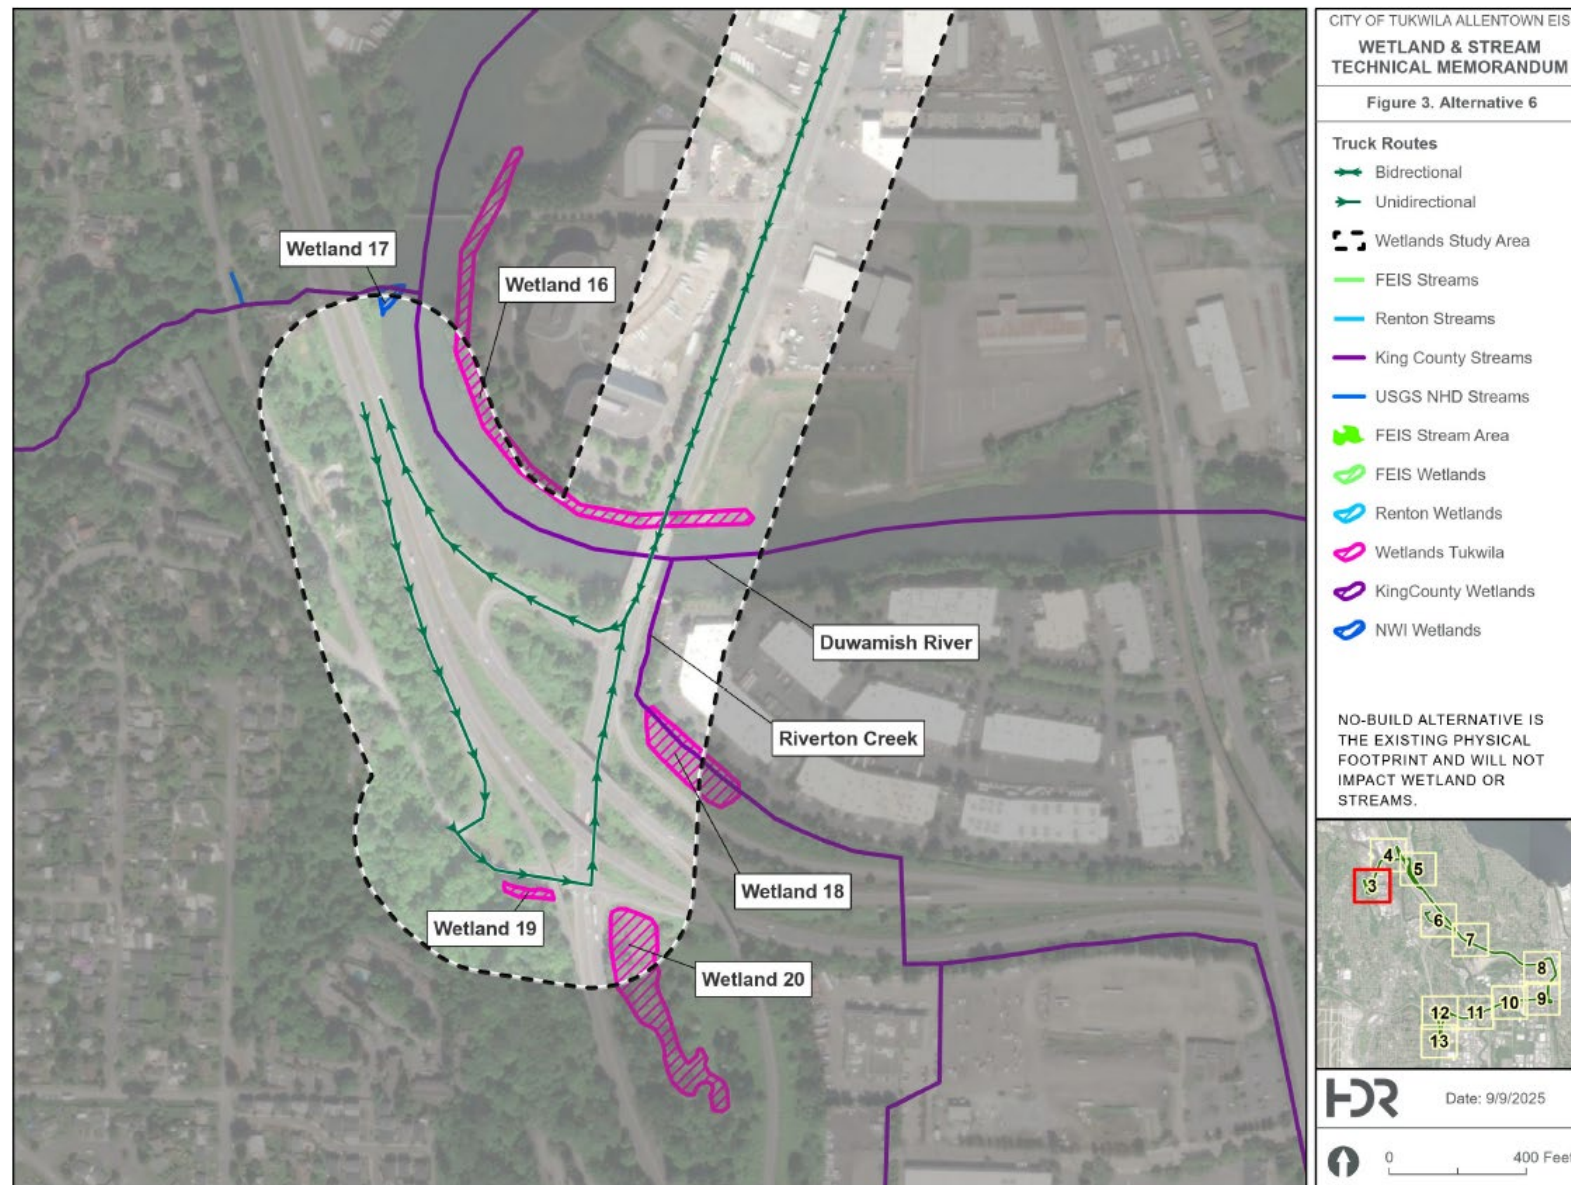 CITY OF TUKWILA ALLENTOWN EIS
WETLAND & STREAM
TECHNICAL MEMORANDUM
Figure 3. Alternative 6
Truck Routes
Bidrectional
Unidirectional
Wetlands Study Area
FEIS Streams
Renton Streams
King County Streams
USGS NHD Streams
FEIS Stream Area
FEIS Wetlands
Renton Wetlands
Wetlands Tukwila
KingCounty Wetlands
NWI Wetlands
NO-BUILD ALTERNATIVE IS
THE EXISTING PHYSICAL
FOOTPRINT AND WILL NOT
IMPACT WETLAND OR
STREAMS.
4
5
3
6
7
8
9
10
11
12
13
HDR
Date: 9/9/2025
0 400 Feet
Wetland 17
Wetland 16
Duwamish River
Riverton Creek
Wetland 18
Wetland 19
Wetland 20